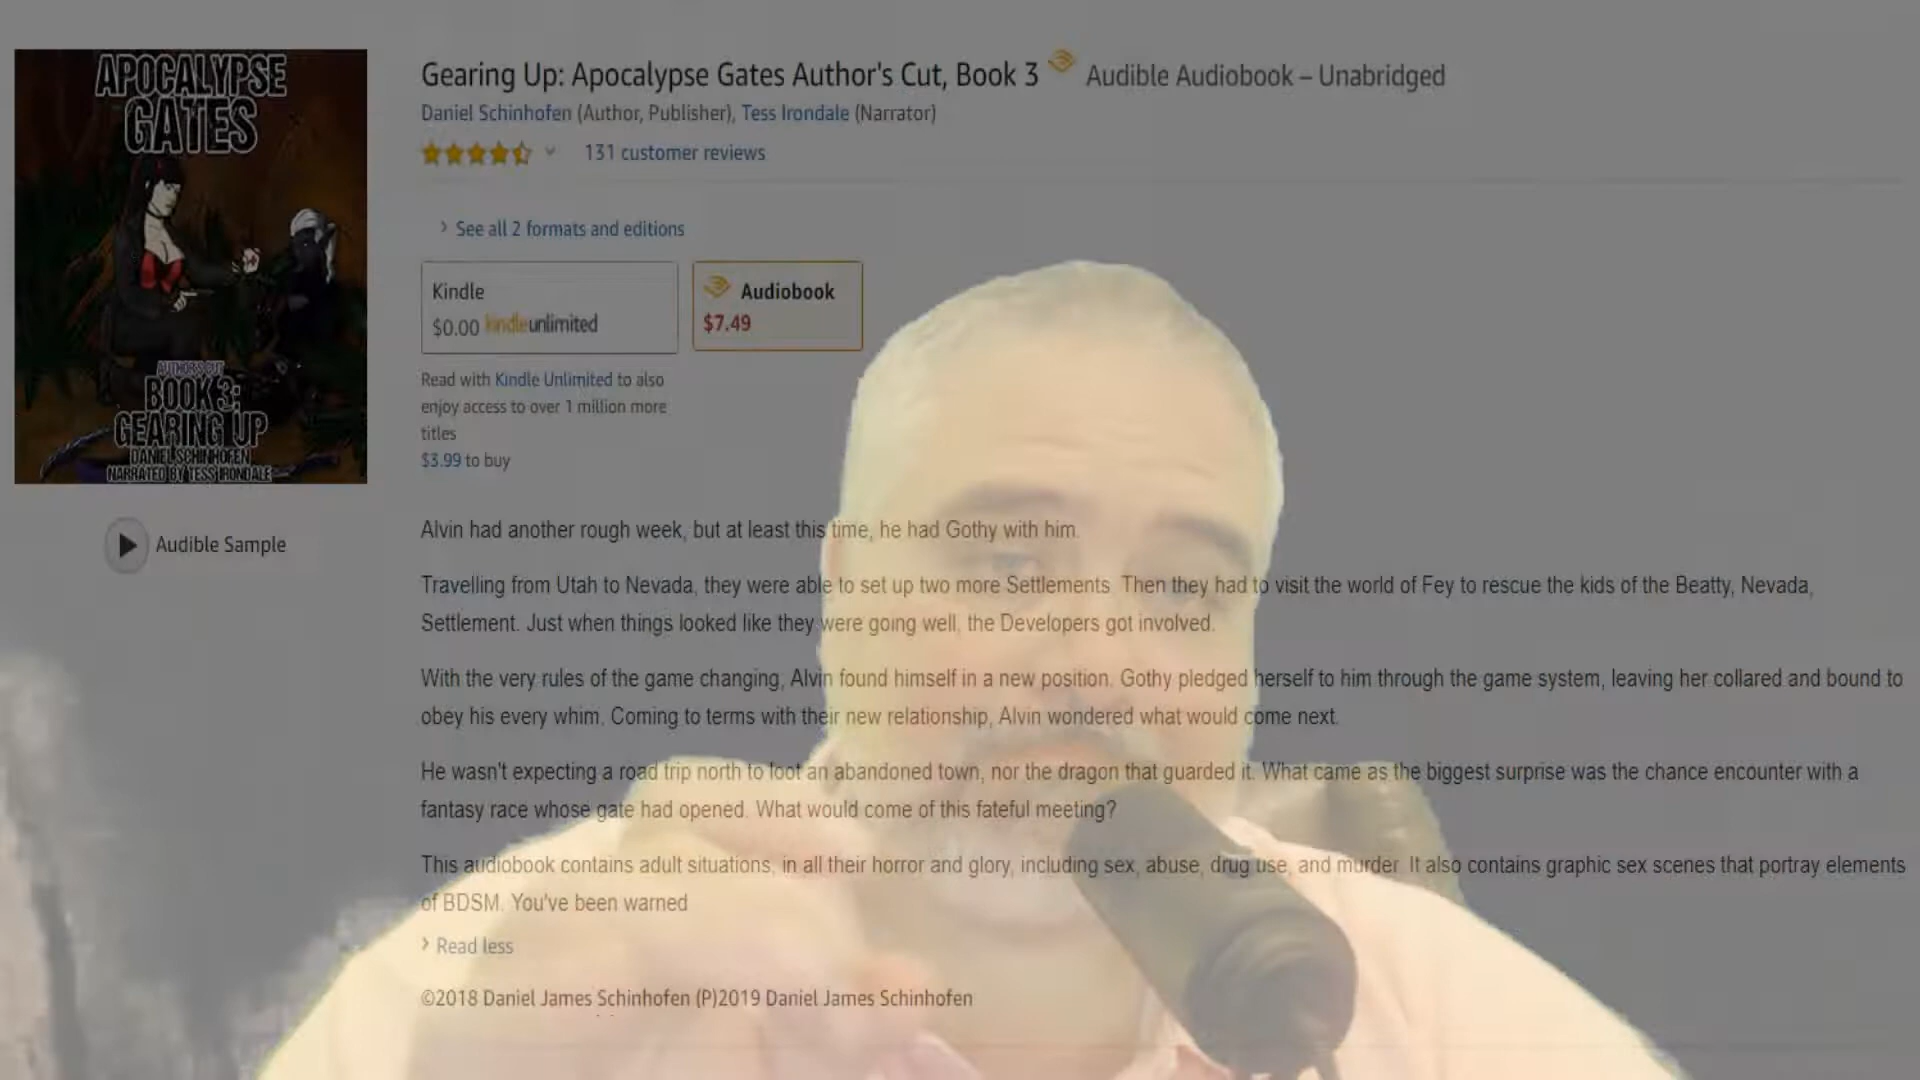 APOCALYPSE
GATES
AUTHOR'S CUT
BOOK 3:
GEARING UP
DANIEL SCHINHOFEN
NARRATED BY TESS IRONDALE
Audible Sample
Gearing Up: Apocalypse Gates Author's Cut, Book 3 Audible Audiobook – Unabridged
Daniel Schinhofen (Author, Publisher), Tess Irondale (Narrator)
131 customer reviews
See all 2 formats and editions
Kindle
$0.00 kindleunlimited
Audiobook
$7.49
Read with Kindle Unlimited to also
enjoy access to over 1 million more
titles
$3.99 to buy
Alvin had another rough week, but at least this time, he had Gothy with him.
Travelling from Utah to Nevada, they were able to set up two more Settlements. Then they had to visit the world of Fey to rescue the kids of the Beatty, Nevada,
Settlement. Just when things looked like they were going well, the Developers got involved.
With the very rules of the game changing, Alvin found himself in a new position. Gothy pledged herself to him through the game system, leaving her collared and bound to
obey his every whim. Coming to terms with their new relationship, Alvin wondered what would come next.
He wasn't expecting a road trip north to loot an abandoned town, nor the dragon that guarded it. What came as the biggest surprise was the chance encounter with a
fantasy race whose gate had opened. What would come of this fateful meeting?
This audiobook contains adult situations, in all their horror and glory, including sex, abuse, drug use, and murder. It also contains graphic sex scenes that portray elements
of BDSM. You've been warned
Read less
©2018 Daniel James Schinhofen (P)2019 Daniel James Schinhofen